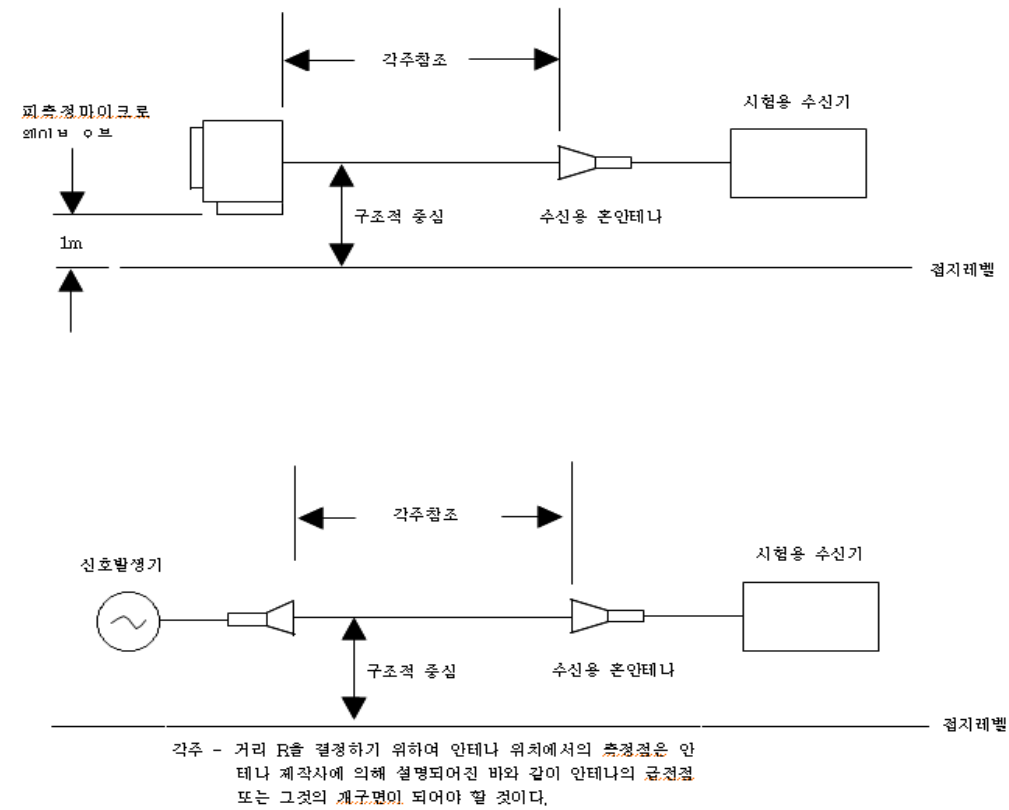 각주참조
시험용 수신기
피측정마이크로
웨이브 오븐
구조적 중심
수신용 혼안테나
1m
접지레벨
각주참조
시험용 수신기
신호발생기
구조적 중심
수신용 혼안테나
접지레벨
각주 - 거리 R을 결정하기 위하여 안테나 위치에서의 측정점은 안
테나 제작사에 의해 설명되어진 바와 같이 안테나의 급전점
또는 그것의 개구면이 되어야 할 것이다.